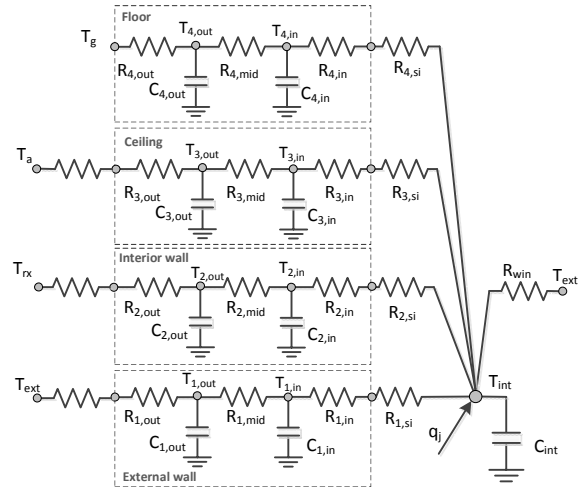 Floor
T4,out
T4,in
Tg
R4,out
R4,mid
R4,in
R4,si
C4,out
C4,in
Ceiling
T3,out
T3,in
Ta
R3,out
R3,mid
R3,in
R3,si
C3,out
C3,in
Interior wall
T2,out
T2,in
Trx
R2,out
R2,mid
R2,in
R2,si
C2,out
C2,in
Rwin
Text
Text
T1,out
T1,in
Tint
R1,out
R1,mid
R1,in
R1,si
C1,out
C1,in
qj
Cint
External wall